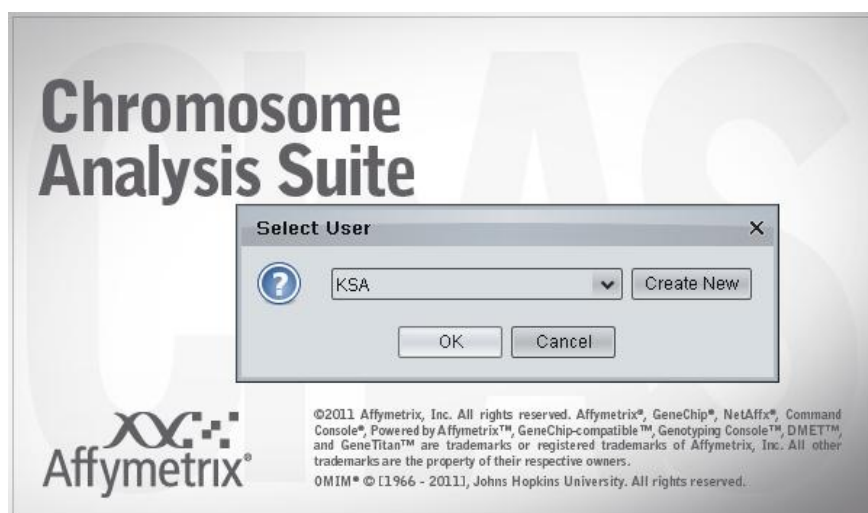 Chromosome
Analysis Suite
Select User
KSA
Create New
OK
Cancel
Affymetrix®
©2011 Affymetrix, Inc. All rights reserved. Affymetrix®, GeneChip®, NetAffx®, Command
Console®, Powered by Affymetrix™, GeneChip-compatible™, Genotyping Console™, DMET™,
and GeneTitan™ are trademarks or registered trademarks of Affymetrix, Inc. All other
trademarks are the property of their respective owners.
OMIM® © [1966 - 2011], Johns Hopkins University. All rights reserved.